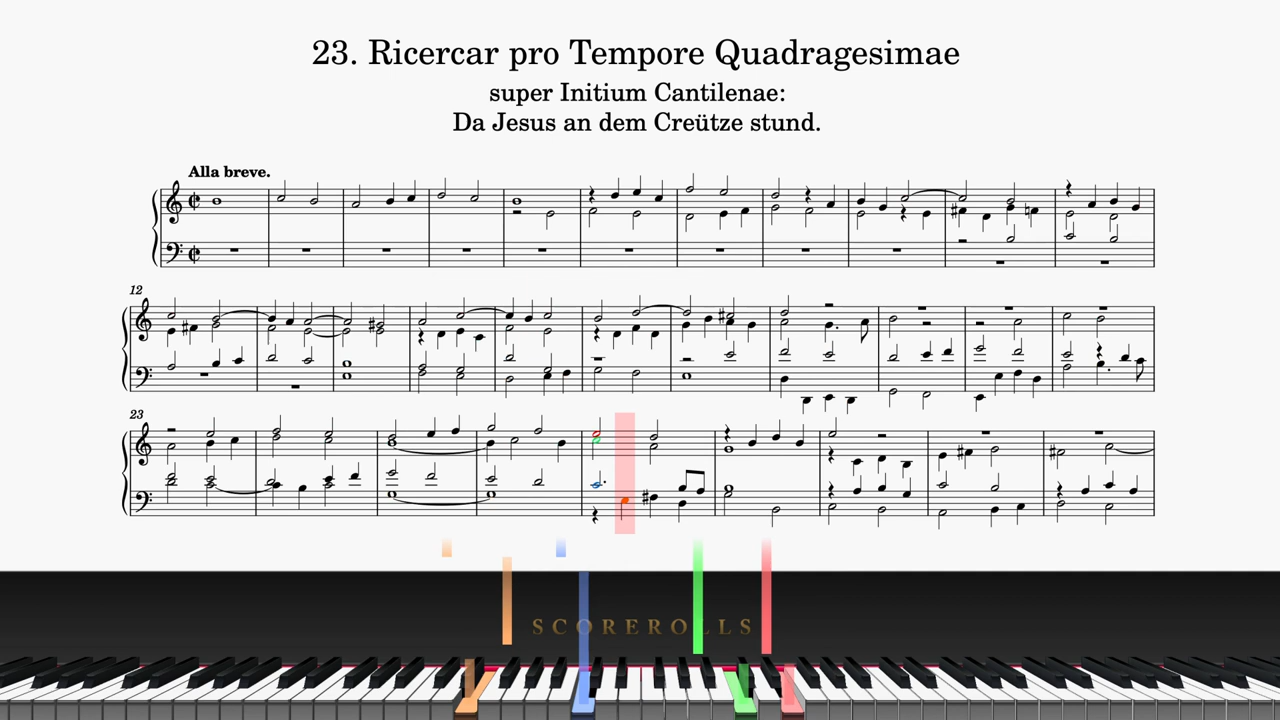 23. Ricercar pro Tempore Quadragesimae
super Initium Cantilenae:
Da Jesus an dem Creütze stund.
Alla breve.
12
23
SCOREROLLS